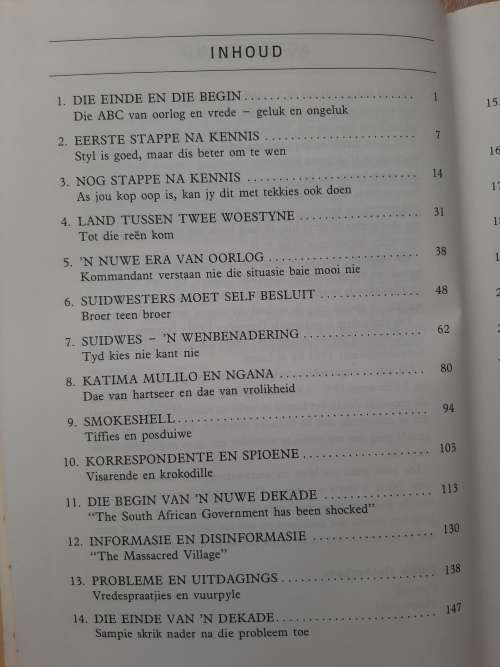 INHOUD
1. DIE EINDE EN DIE BEGIN.......................... 1
Die ABC van oorlog en vrede – geluk en ongeluk
2. EERSTE STAPPE NA KENNIS ....................... 7
Styl is goed, maar dis beter om te wen
3. NOG STAPPE NA KENNIS .......................... 14
As jou kop oop is, kan jy dit met tekkies ook doen
4. LAND TUSSEN TWEE WOESTYNE .................. 31
Tot die reën kom
5. 'N NUWE ERA VAN OORLOG ....................... 38
Kommandant verstaan nie die situasie baie mooi nie
6. SUIDWESTERS MOET SELF BESLUIT ............... 48
Broer teen broer
7. SUIDWES – 'N WENBENADERING .................. 62
Tyd kies nie kant nie
8. KATIMA MULILO EN NGANA ....................... 80
Dae van hartseer en dae van vrolikheid
9. SMOKESHELL...................................... 94
Tiffies en posduiwe
10. KORRESPONDENTE EN SPIOENE .................... 103
Visarende en krokodille
11. DIE BEGIN VAN 'N NUWE DEKADE ................ 113
"The South African Government has been shocked"
12. INFORMASIE EN DISINFORMASIE .................. 130
"The Massacred Village"
13. PROBLEME EN UITDAGINGS........................ 138
Vredespraatjies en vuurpyle
14. DIE EINDE VAN 'N DEKADE........................ 147
Sampie skrik nader na die probleem toe
15.
16.
17.